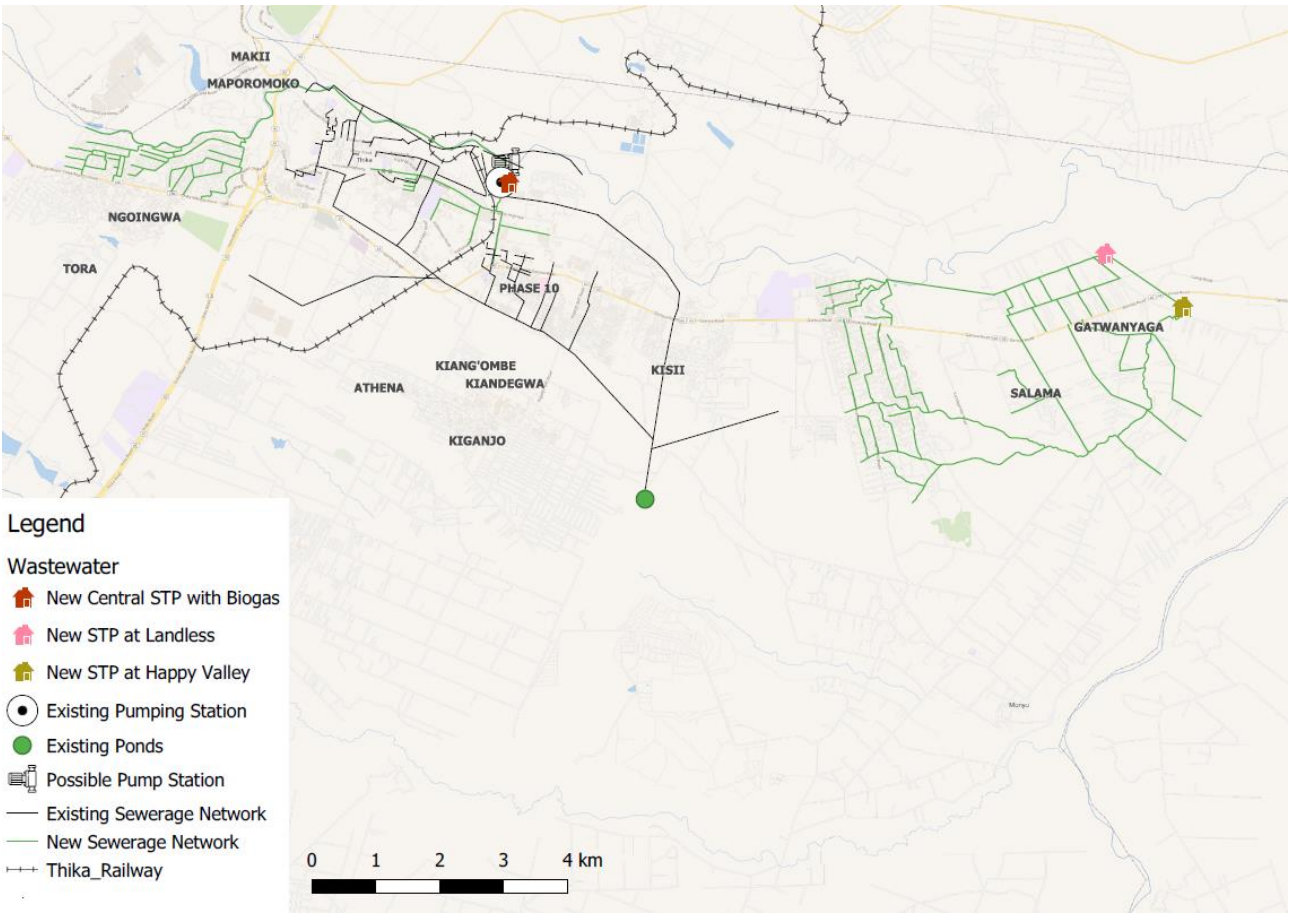 MAKII
MAPOROMOKO
Thika
NGOINGWA
TORA
PHASE 10
KIANG'OMBE
KIANDEGWA
ATHENA
KISII
KIGANJO
GATWANYAGA
SALAMA
Munyu
Legend
Wastewater
New Central STP with Biogas
New STP at Landless
New STP at Happy Valley
Existing Pumping Station
Existing Ponds
Possible Pump Station
Existing Sewerage Network
New Sewerage Network
Thika_Railway
0 1 2 3 4 km